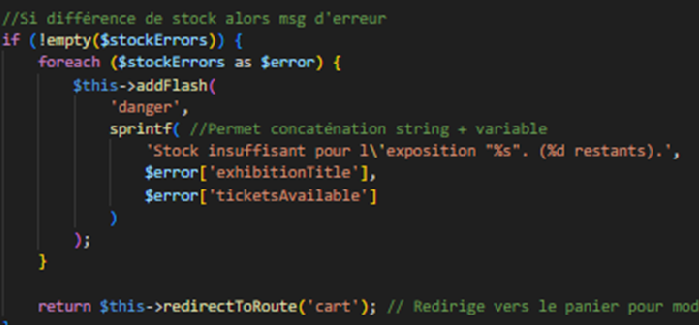 //Si différence de stock alors msg d'erreur
if (!empty($stockErrors)) {
foreach ($stockErrors as $error) {
$this->addFlash(
'danger',
sprintf( //Permet concaténation string + variable
'Stock insuffisant pour l\'exposition "%s". (%d restants).',
$error['exhibitionTitle'],
$error['ticketsAvailable']
)
);
}
return $this->redirectToRoute('cart'); // Redirige vers le panier pour mod